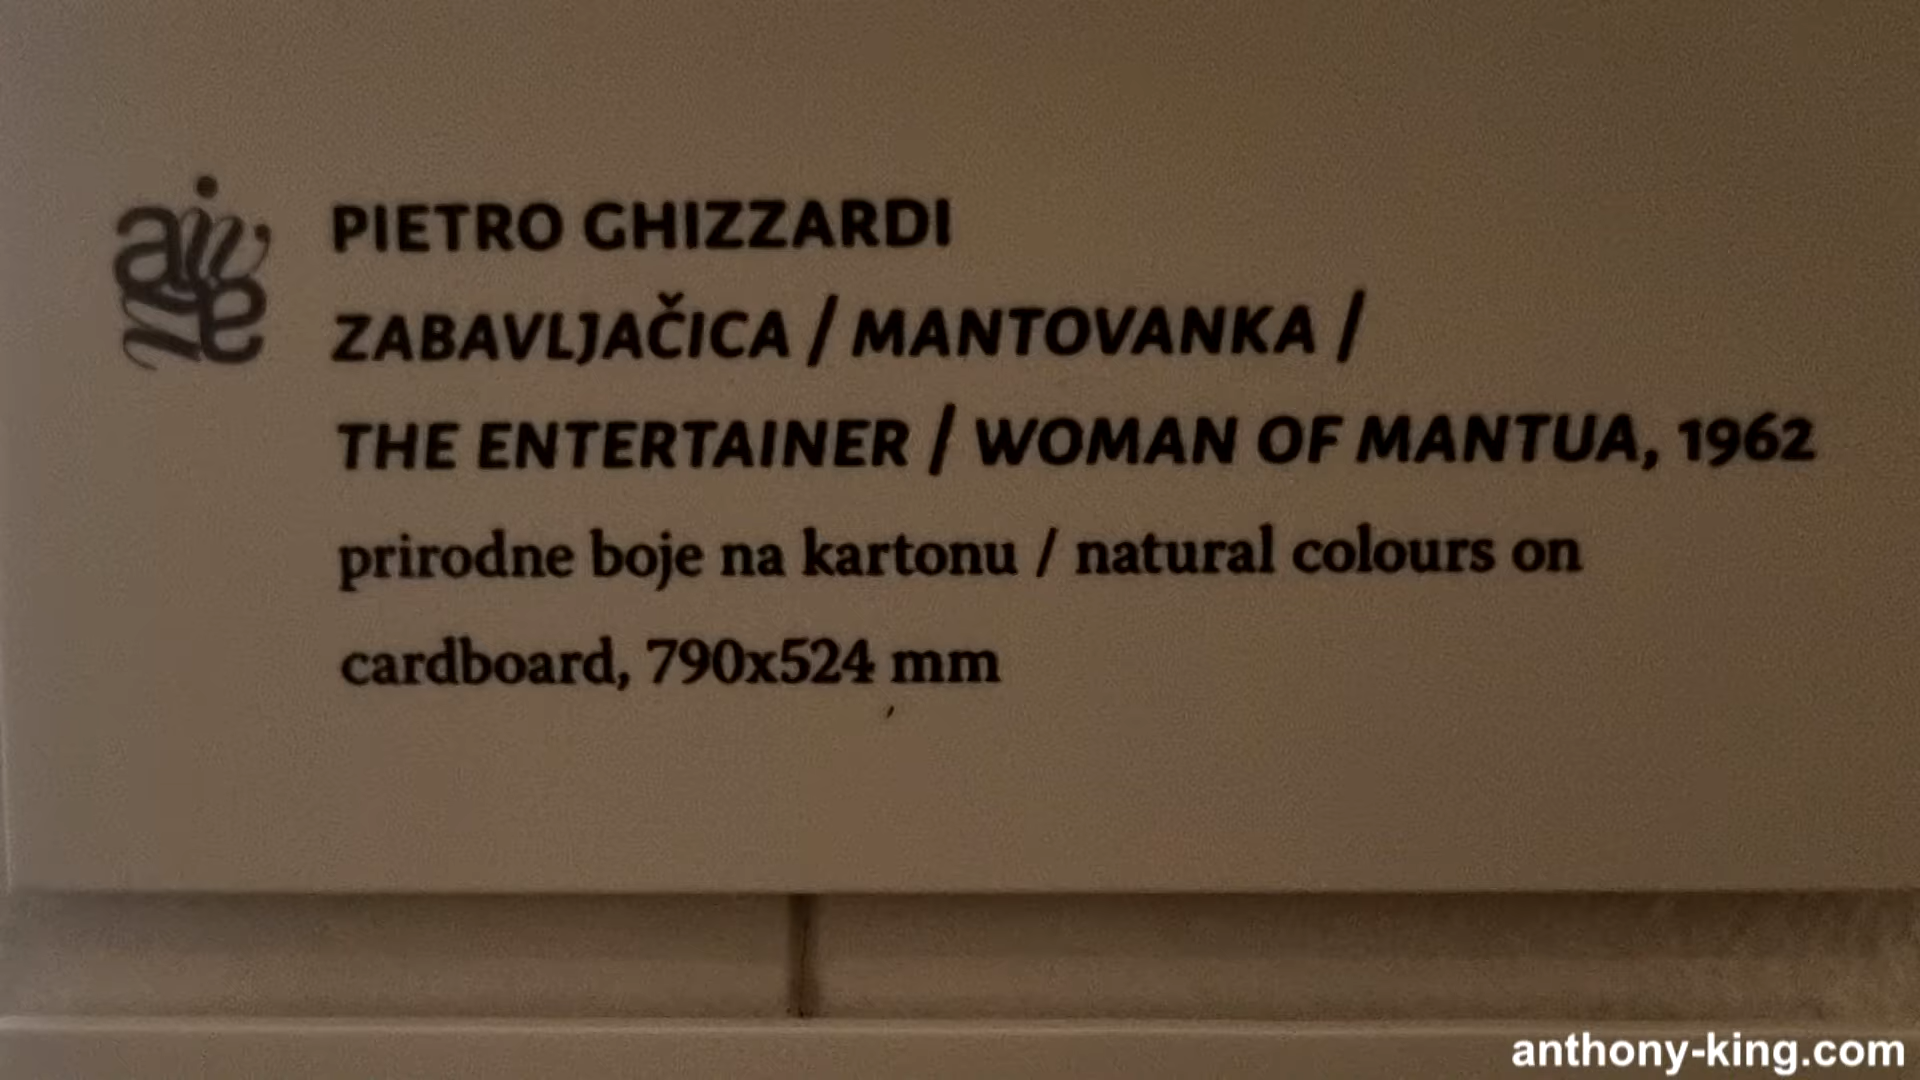 naive
PIETRO GHIZZARDI
ZABAVLJAČICA / MANTOVANKA /
THE ENTERTAINER / WOMAN OF MANTUA, 1962
prirodne boje na kartonu / natural colours on
cardboard, 790x524 mm
anthony-king.com